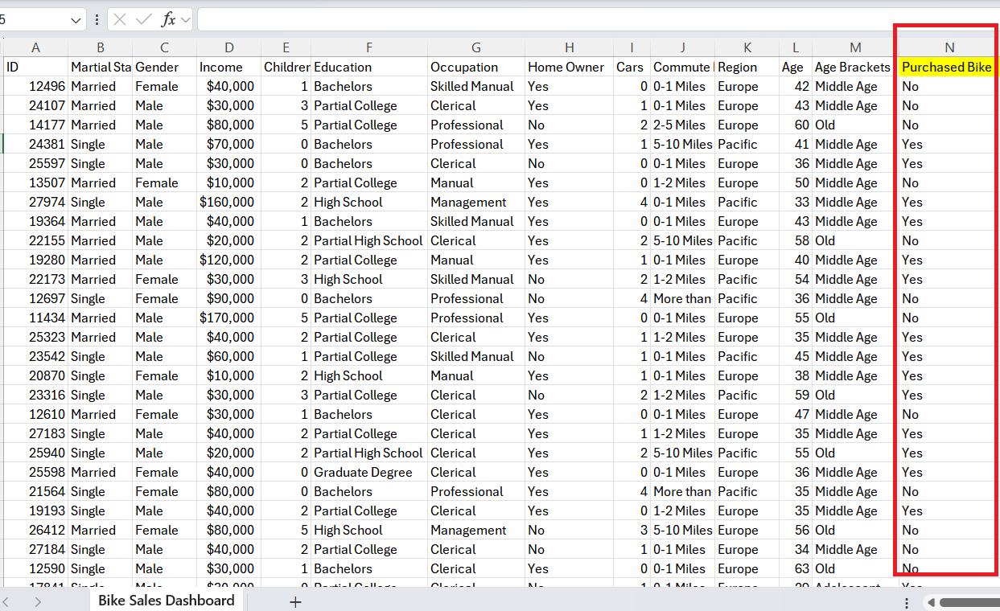 5 fx
A B C D E F G H I J K L M N
ID Martial Sta Gender Income Children Education Occupation Home Owner Cars Commute Region Age Age Brackets Purchased Bike
12496 Married Female $40,000 1 Bachelors Skilled Manual Yes 0 0-1 Miles Europe 42 Middle Age No
24107 Married Male $30,000 3 Partial College Clerical Yes 1 0-1 Miles Europe 43 Middle Age No
14177 Married Male $80,000 5 Partial College Professional No 2 2-5 Miles Europe 60 Old No
24381 Single Male $70,000 0 Bachelors Professional Yes 1 5-10 Miles Pacific 41 Middle Age Yes
25597 Single Male $30,000 0 Bachelors Clerical No 0 0-1 Miles Europe 36 Middle Age Yes
13507 Married Female $10,000 2 Partial College Manual Yes 0 1-2 Miles Europe 50 Middle Age No
27974 Single Male $160,000 2 High School Management Yes 4 0-1 Miles Pacific 33 Middle Age Yes
19364 Married Male $40,000 1 Bachelors Skilled Manual Yes 0 0-1 Miles Europe 43 Middle Age Yes
22155 Married Male $20,000 2 Partial High School Clerical Yes 2 5-10 Miles Pacific 58 Old No
19280 Married Male $120,000 2 Partial College Manual Yes 1 0-1 Miles Europe 40 Middle Age Yes
22173 Married Female $30,000 3 High School Skilled Manual No 2 1-2 Miles Pacific 54 Middle Age Yes
12697 Single Female $90,000 0 Bachelors Professional No 4 More than Pacific 36 Middle Age No
11434 Married Male $170,000 5 Partial College Professional Yes 0 0-1 Miles Europe 55 Old No
25323 Married Male $40,000 2 Partial College Clerical Yes 1 1-2 Miles Europe 35 Middle Age Yes
23542 Single Male $60,000 1 Partial College Skilled Manual No 1 0-1 Miles Pacific 45 Middle Age Yes
20870 Single Female $10,000 2 High School Manual Yes 1 0-1 Miles Europe 38 Middle Age Yes
23316 Single Male $30,000 3 Partial College Clerical No 2 1-2 Miles Pacific 59 Old Yes
12610 Married Female $30,000 1 Bachelors Clerical Yes 0 0-1 Miles Europe 47 Middle Age No
27183 Single Male $40,000 2 Partial College Clerical Yes 1 1-2 Miles Europe 35 Middle Age Yes
25940 Single Male $20,000 2 Partial High School Clerical Yes 2 5-10 Miles Pacific 55 Old Yes
25598 Married Female $40,000 0 Graduate Degree Clerical Yes 0 0-1 Miles Europe 36 Middle Age Yes
21564 Single Female $80,000 0 Bachelors Professional Yes 4 More than Pacific 35 Middle Age No
19193 Single Male $40,000 2 Partial College Clerical Yes 0 1-2 Miles Europe 35 Middle Age Yes
26412 Married Female $80,000 5 High School Management No 3 5-10 Miles Europe 56 Old No
27184 Single Male $40,000 2 Partial College Clerical No 1 0-1 Miles Europe 34 Middle Age No
12590 Single Male $30,000 1 Bachelors Clerical Yes 0 0-1 Miles Europe 63 Old No
Bike Sales Dashboard